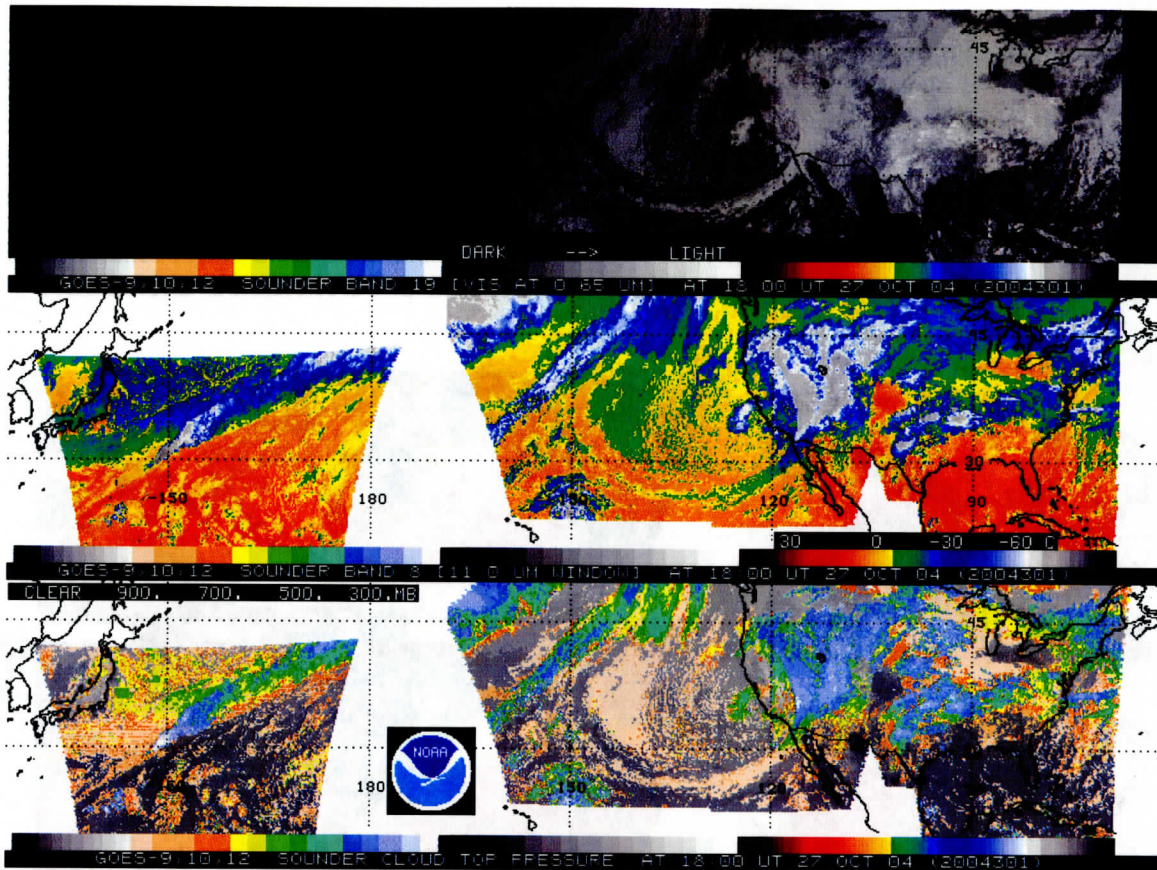 45
DARK --> LIGHT
GOES-9,10,12 SOUNDER BAND 19 [VIS AT 0.65 UM] AT 18:00 UT 27 OCT 04 (2004301)
45
30
-150 180 150 120 90
30 0 -30 -60 C
GOES-9,10,12 SOUNDER BAND 8 [11.0 UM WINDOW] AT 18:00 UT 27 OCT 04 (2004301)
CLEAR 900. 700. 500. 300.MB
45
NOAA
180 150 120
GOES-9,10,12 SOUNDER CLOUD TOP PRESSURE AT 18:00 UT 27 OCT 04 (2004301)